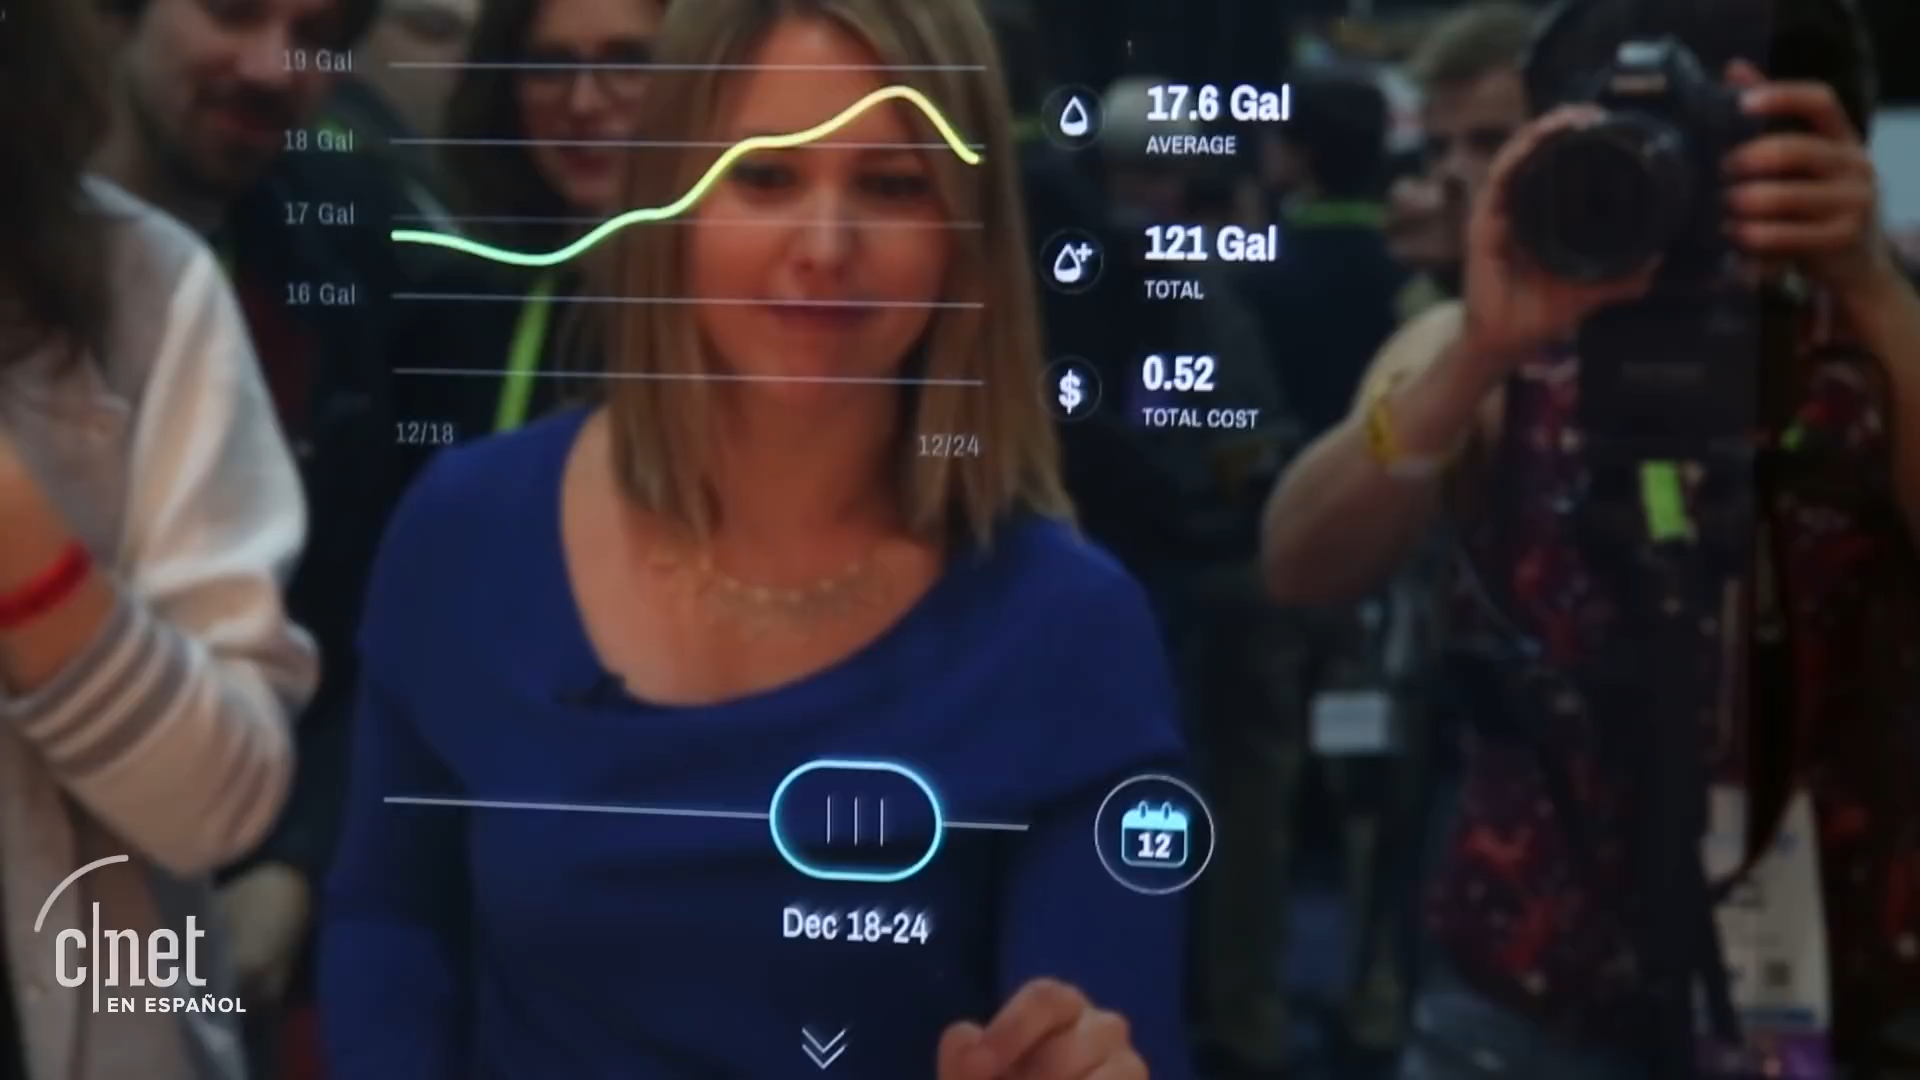 19 Gal
18 Gal
17 Gal
16 Gal
12/18
12/24
17.6 Gal
AVERAGE
121 Gal
TOTAL
$
0.52
TOTAL COST
12
Dec 18-24
c|net
EN ESPAÑOL